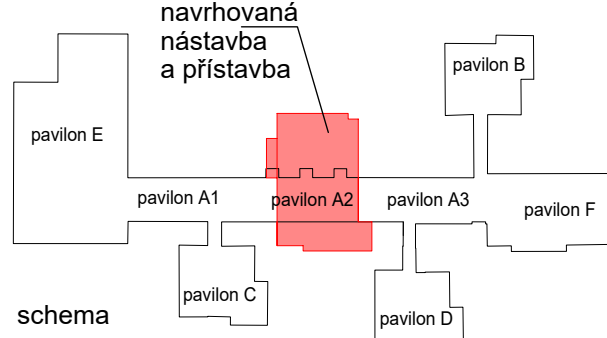 navrhovaná
nástavba
a přístavba
pavilon B
pavilon E
pavilon A1
pavilon A2
pavilon A3
pavilon F
pavilon C
schema
pavilon D